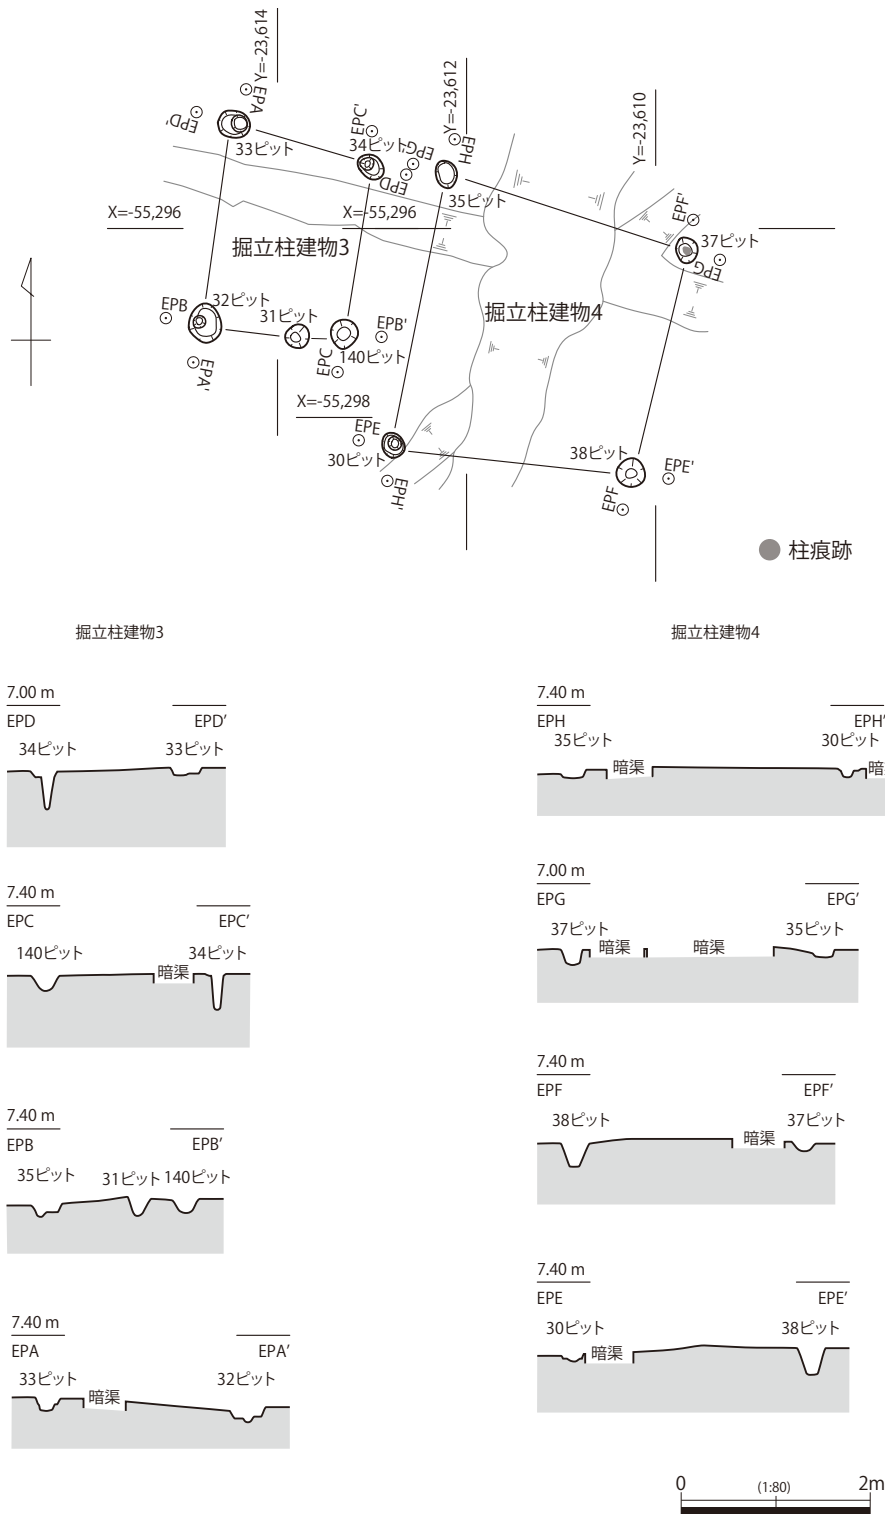 Y=-23,614
Y=-23,612
Y=-23,610
EPD'
EPA
EPC'
EPG'
EPH
33ピット
34ピット
EPD
35ピット
EPF'
X=-55,296
X=-55,296
37ピット
EPG
掘立柱建物3
掘立柱建物4
EPB
32ピット
31ピット
EPB'
EPC
140ピット
EPA'
X=-55,298
EPE
30ピット
EPH'
38ピット
EPE'
EPF
柱痕跡
掘立柱建物3
7.00 m
EPD
EPD’
34ピット
33ピット
7.40 m
EPC
EPC’
140ピット
34ピット
暗渠
7.40 m
EPB
EPB’
35ピット
31ピット
140ピット
7.40 m
EPA
EPA’
33ピット
暗渠
32ピット
掘立柱建物4
7.40 m
EPH
EPH’
35ピット
30ピット
暗渠
暗
7.00 m
EPG
EPG’
37ピット
35ピット
暗渠
暗渠
7.40 m
EPF
EPF’
38ピット
37ピット
暗渠
7.40 m
EPE
EPE’
30ピット
38ピット
暗渠
0
(1:80)
2m